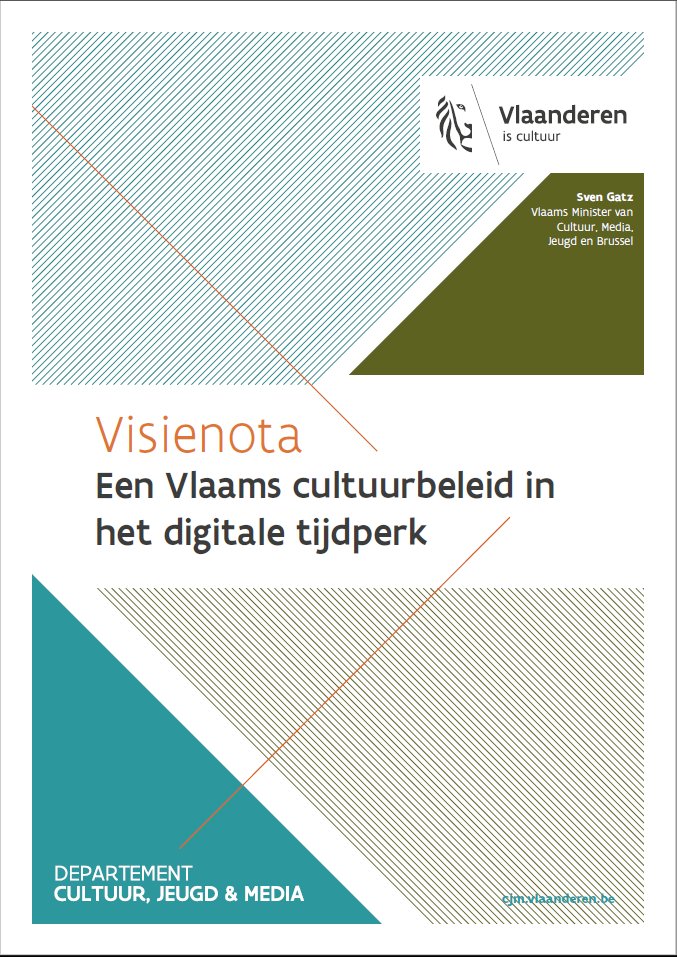 Vlaanderen
is cultuur
Sven Gatz
Vlaams Minister van
Cultuur, Media,
Jeugd en Brussel
Visienota
Een Vlaams cultuurbeleid in
het digitale tijdperk
DEPARTEMENT
CULTUUR, JEUGD & MEDIA
cjm.vlaanderen.be